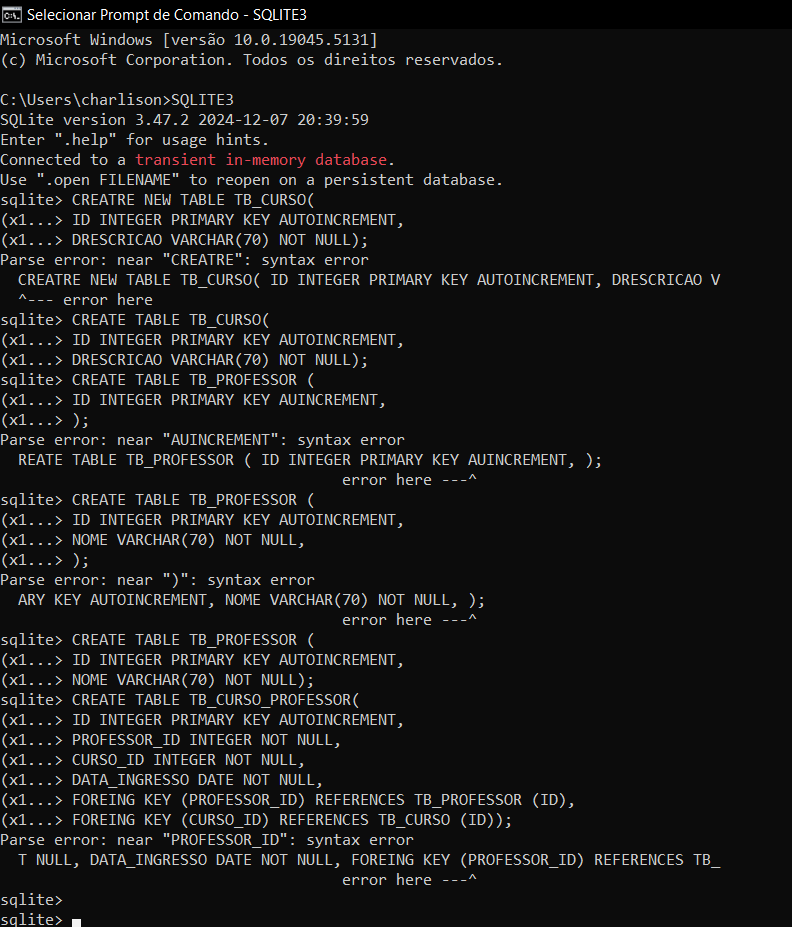 Selecionar Prompt de Comando - SQLITE3
Microsoft Windows [versão 10.0.19045.5131]
(c) Microsoft Corporation. Todos os direitos reservados.
C:\Users\charlison>SQLITE3
SQLite version 3.47.2 2024-12-07 20:39:59
Enter ".help" for usage hints.
Connected to a transient in-memory database.
Use ".open FILENAME" to reopen on a persistent database.
sqlite> CREATRE NEW TABLE TB_CURSO(
(x1...> ID INTEGER PRIMARY KEY AUTOINCREMENT,
(x1...> DRESCRICAO VARCHAR(70) NOT NULL);
Parse error: near "CREATRE": syntax error
  CREATRE NEW TABLE TB_CURSO( ID INTEGER PRIMARY KEY AUTOINCREMENT, DRESCRICAO V
  ^--- error here
sqlite> CREATE TABLE TB_CURSO(
(x1...> ID INTEGER PRIMARY KEY AUTOINCREMENT,
(x1...> DRESCRICAO VARCHAR(70) NOT NULL);
sqlite> CREATE TABLE TB_PROFESSOR (
(x1...> ID INTEGER PRIMARY KEY AUINCREMENT,
(x1...> );
Parse error: near "AUINCREMENT": syntax error
  REATE TABLE TB_PROFESSOR ( ID INTEGER PRIMARY KEY AUINCREMENT, );
                                      error here ---^
sqlite> CREATE TABLE TB_PROFESSOR (
(x1...> ID INTEGER PRIMARY KEY AUTOINCREMENT,
(x1...> NOME VARCHAR(70) NOT NULL,
(x1...> );
Parse error: near ")": syntax error
  ARY KEY AUTOINCREMENT, NOME VARCHAR(70) NOT NULL, );
                                      error here ---^
sqlite> CREATE TABLE TB_PROFESSOR (
(x1...> ID INTEGER PRIMARY KEY AUTOINCREMENT,
(x1...> NOME VARCHAR(70) NOT NULL);
sqlite> CREATE TABLE TB_CURSO_PROFESSOR(
(x1...> ID INTEGER PRIMARY KEY AUTOINCREMENT,
(x1...> PROFESSOR_ID INTEGER NOT NULL,
(x1...> CURSO_ID INTEGER NOT NULL,
(x1...> DATA_INGRESSO DATE NOT NULL,
(x1...> FOREING KEY (PROFESSOR_ID) REFERENCES TB_PROFESSOR (ID),
(x1...> FOREING KEY (CURSO_ID) REFERENCES TB_CURSO (ID));
Parse error: near "PROFESSOR_ID": syntax error
  T NULL, DATA_INGRESSO DATE NOT NULL, FOREING KEY (PROFESSOR_ID) REFERENCES TB_
                                      error here ---^
sqlite>
sqlite>